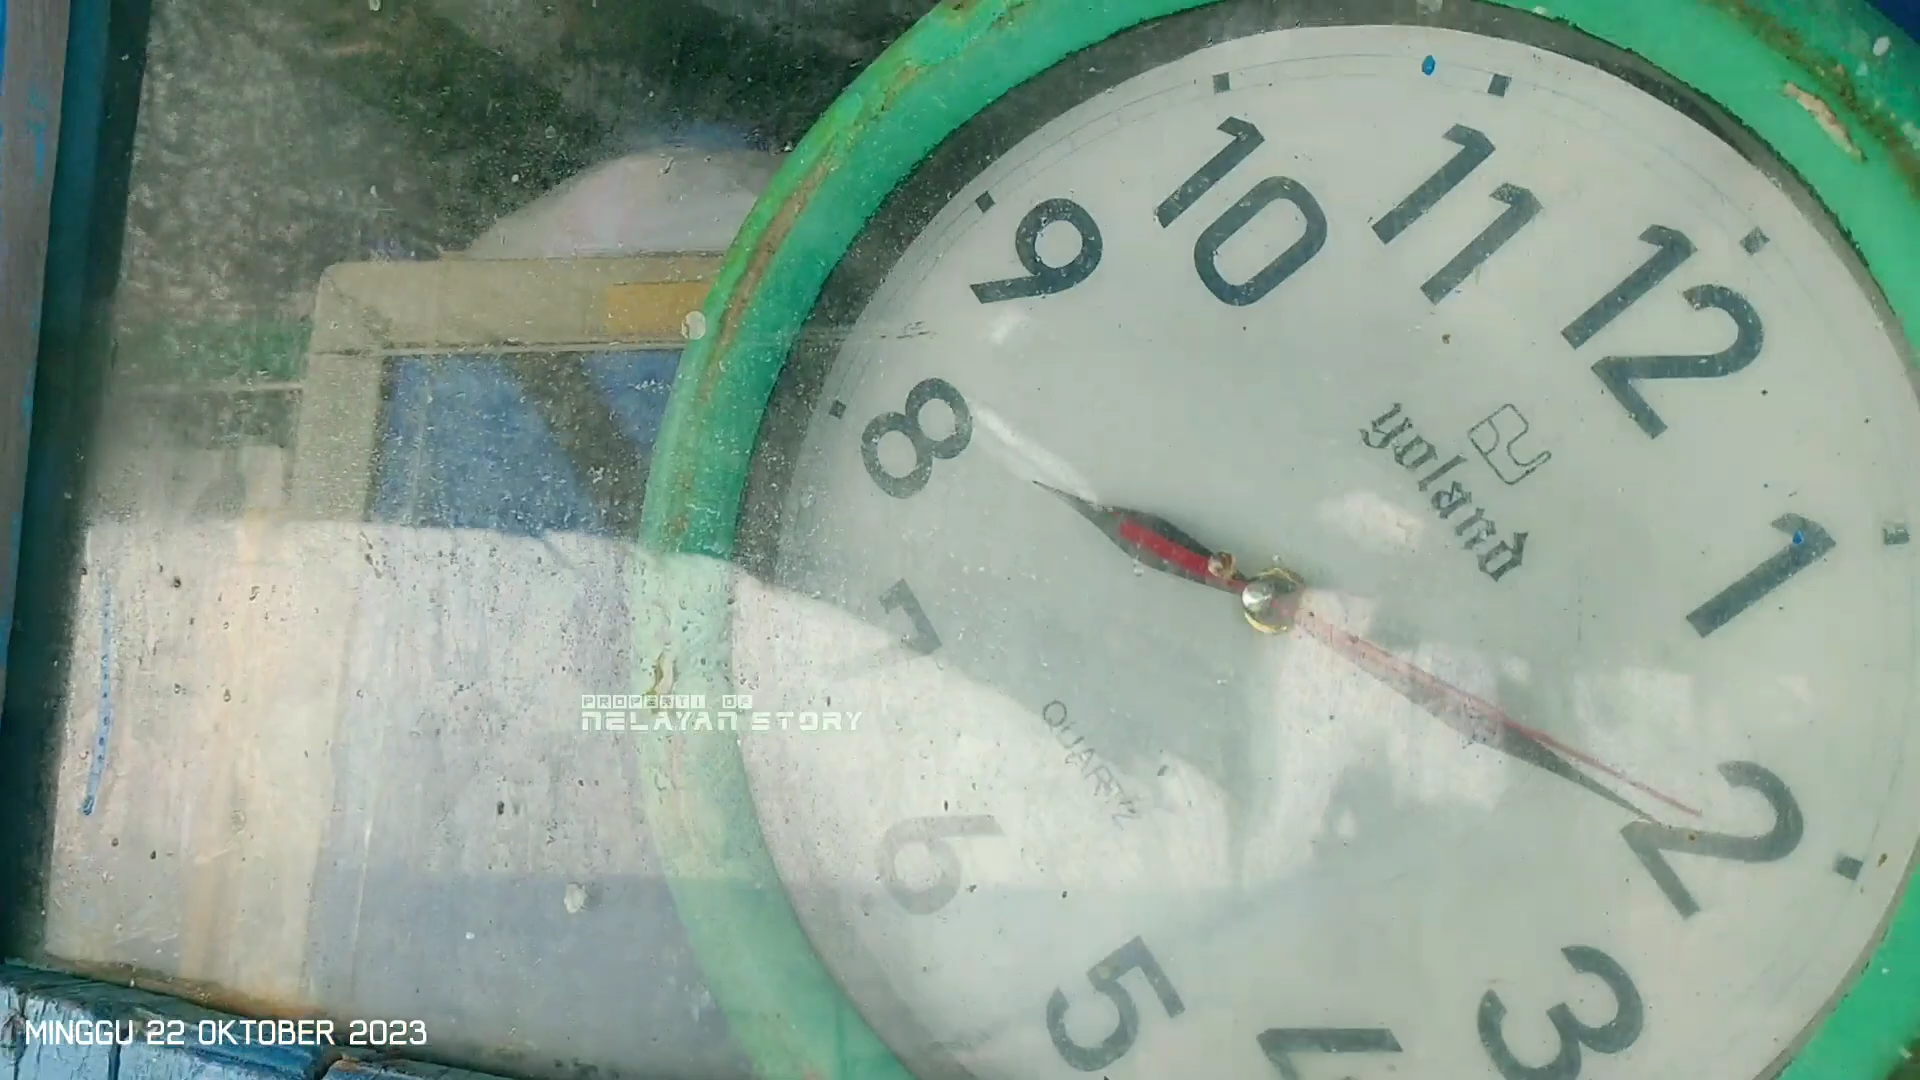 10
11
9
12
8
yoland
1
7
QUARTZ
PROPERTI OF
NELAYAN STORY
2
6
3
5
4
MINGGU 22 OKTOBER 2023